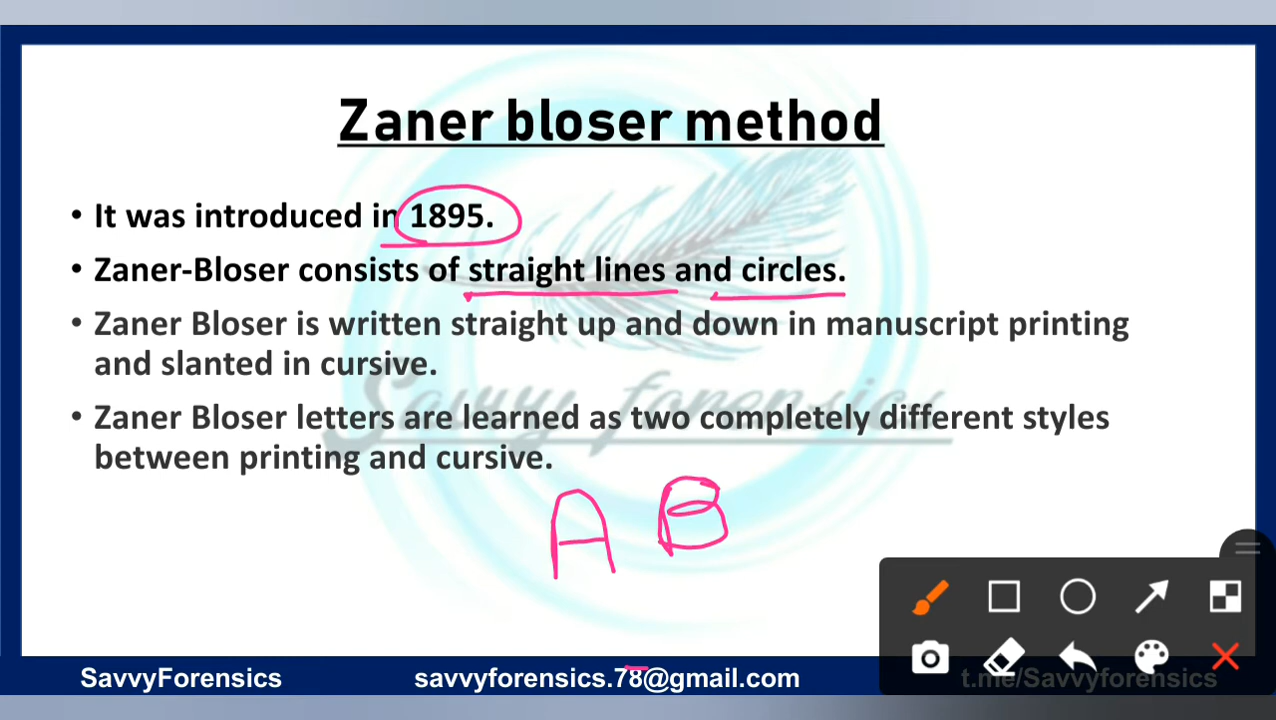 Zaner bloser method
• It was introduced in 1895.
• Zaner-Bloser consists of straight lines and circles.
• Zaner Bloser is written straight up and down in manuscript printing
and slanted in cursive.
• Zaner Bloser letters are learned as two completely different styles
between printing and cursive.
Savvy forensics
A B
SavvyForensics savvyforensics.78@gmail.com t.me/Savvyforensics